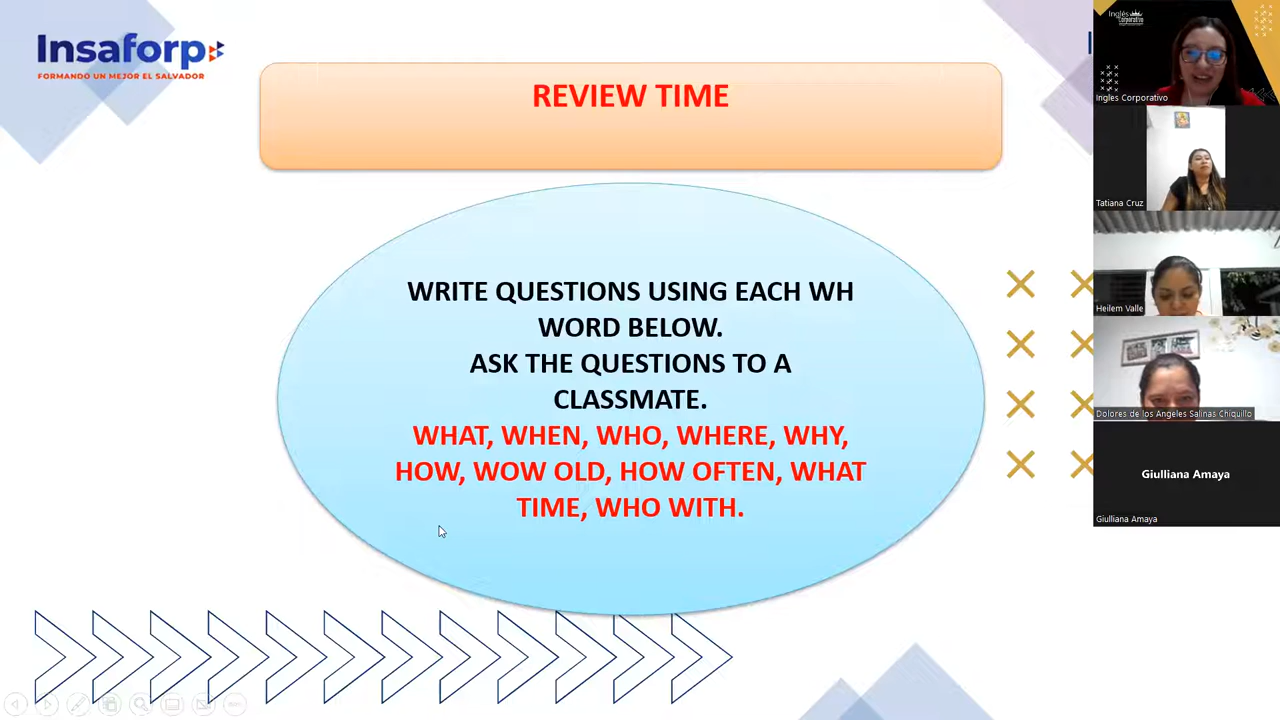 Insaforp
FORMANDO UN MEJOR EL SALVADOR
REVIEW TIME
WRITE QUESTIONS USING EACH WH
WORD BELOW.
ASK THE QUESTIONS TO A
CLASSMATE.
WHAT, WHEN, WHO, WHERE, WHY,
HOW, WOW OLD, HOW OFTEN, WHAT
TIME, WHO WITH.
Inglés
Corporativo
Ingles Corporativo
Tatiana Cruz
Heilem Valle
Dolores de los Angeles Salinas Chiquillo
Giulliana Amaya
Giulliana Amaya